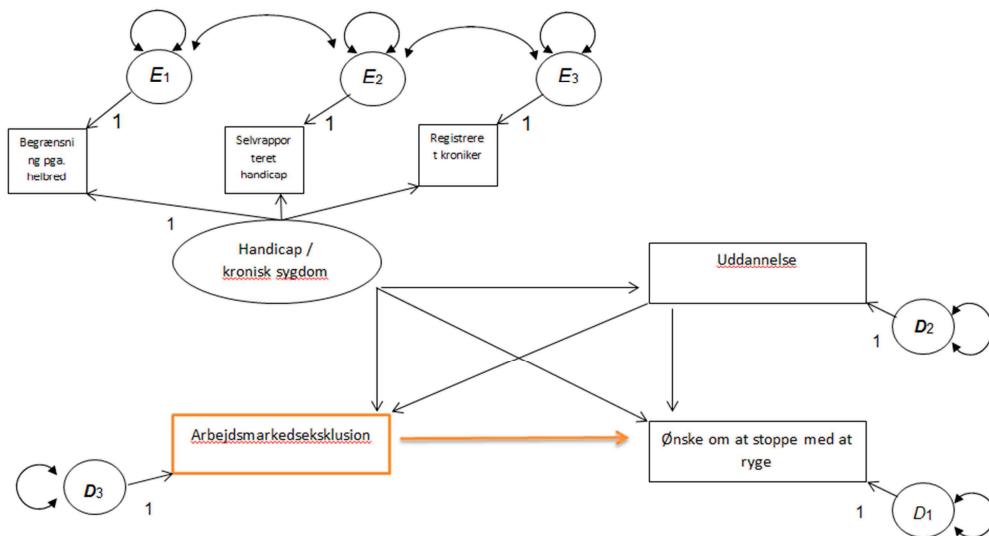 E1
E2
E3
1
1
1
Begrænsni
ng pga.
helbred
Selvrappor
teret
handicap
Registrere
t kroniker
1
Handicap /
kronisk sygdom
Uddannelse
D2
1
Arbejdsmarkedseksklusion
Ønske om at stoppe med at
ryge
D3
1
1
D1